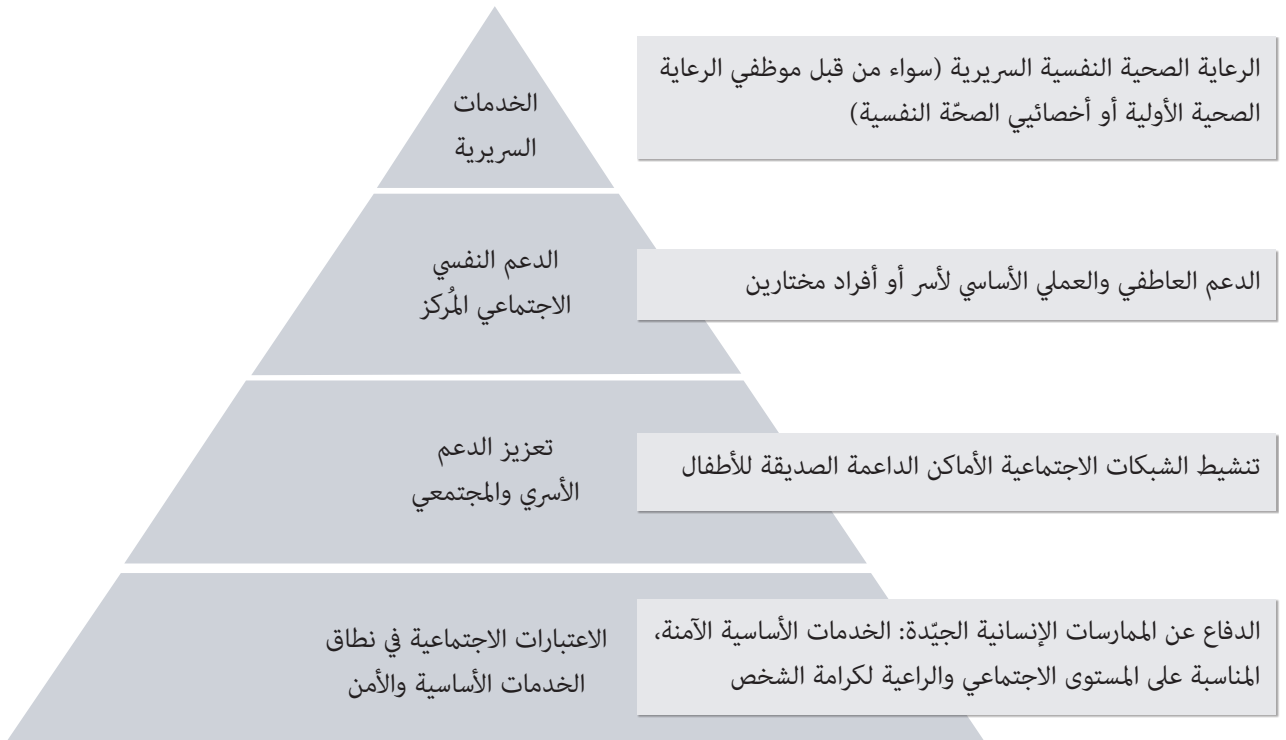 الخدمات
السريرية
الرعاية الصحية النفسية السريرية (سواء من قبل موظفي الرعاية
الصحية الأولية أو أخصائيي الصحّة النفسية)
الدعم النفسي
الاجتماعي المُركز
الدعم العاطفي والعملي الأساسي لأسر أو أفراد مختارين
تعزيز الدعم
الأسري والمجتمعي
تنشيط الشبكات الاجتماعية الأماكن الداعمة الصديقة للأطفال
الاعتبارات الاجتماعية في نطاق
الخدمات الأساسية والأمن
الدفاع عن الممارسات الإنسانية الجيّدة: الخدمات الأساسية الآمنة،
المناسبة على المستوى الاجتماعي والراعية لكرامة الشخص